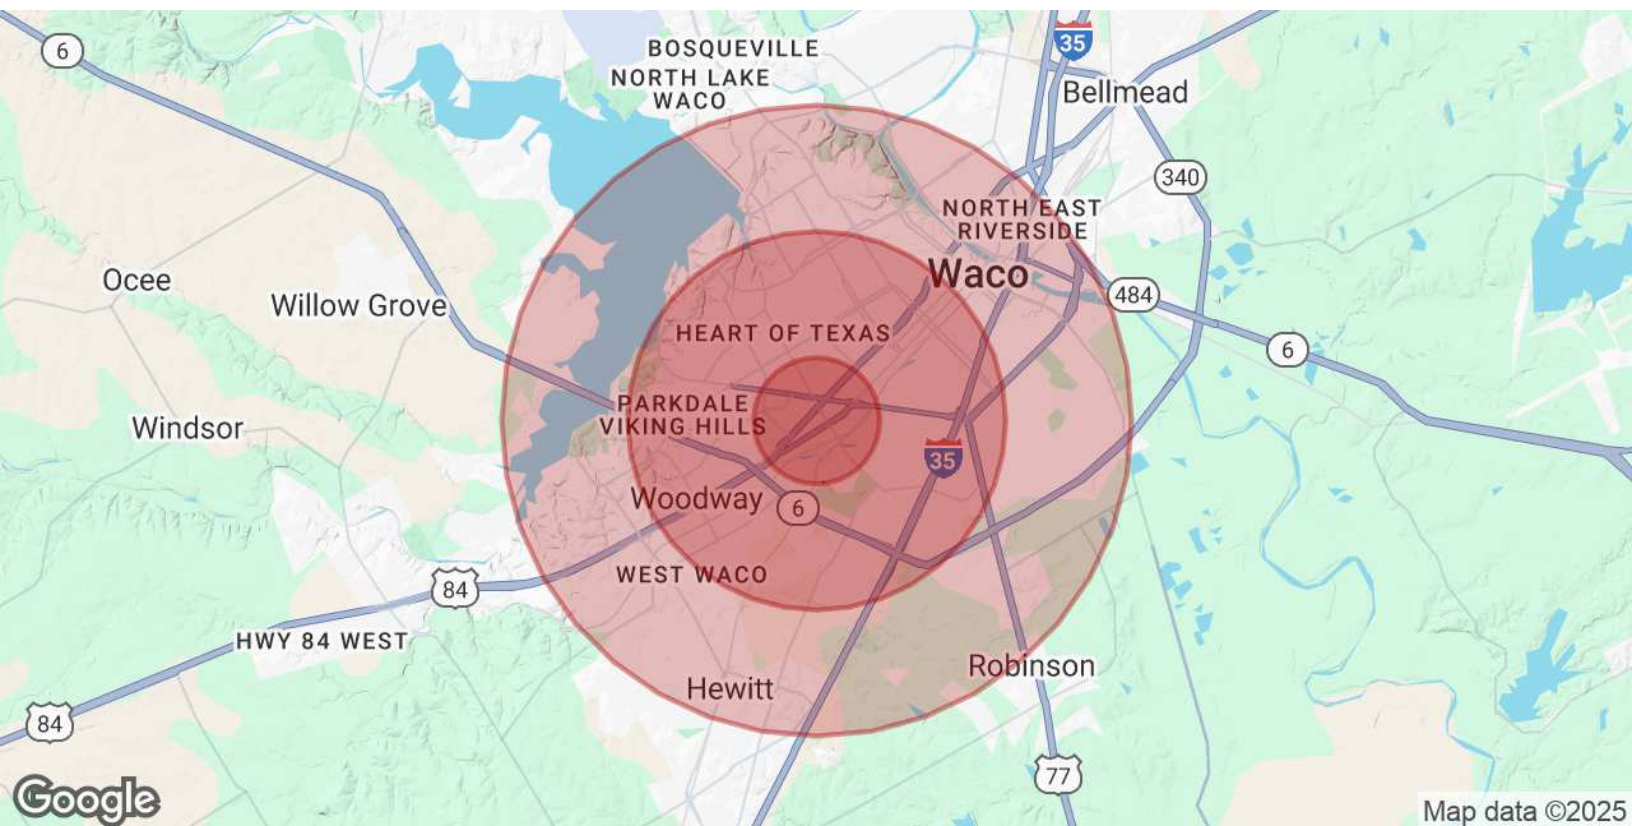 6
35
BOSQUEVILLE
NORTH LAKE
WACO
Bellmead
340
NORTH EAST
RIVERSIDE
Waco
Ocee
Willow Grove
484
HEART OF TEXAS
6
PARKDALE
VIKING HILLS
Windsor
35
Woodway
6
WEST WACO
84
HWY 84 WEST
Robinson
Hewitt
84
77
Google
Map data ©2025